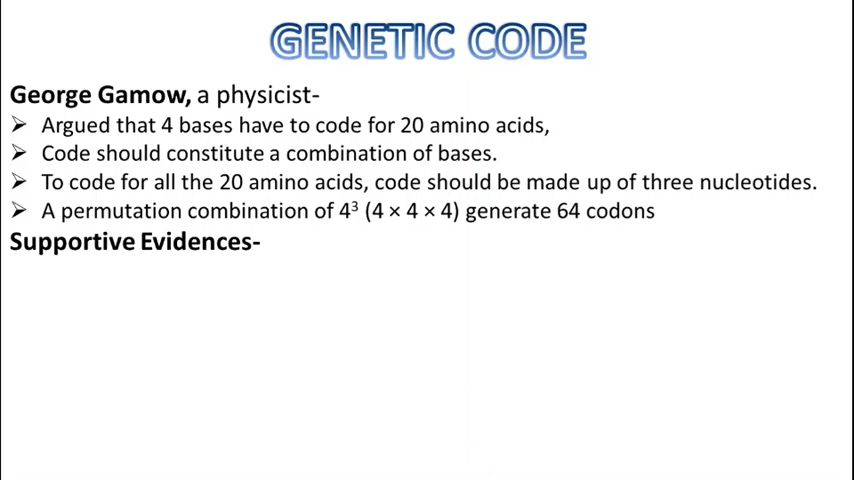 GENETIC CODE
George Gamow, a physicist-
➢ Argued that 4 bases have to code for 20 amino acids,
➢ Code should constitute a combination of bases.
➢ To code for all the 20 amino acids, code should be made up of three nucleotides.
➢ A permutation combination of 4³ (4 × 4 × 4) generate 64 codons
Supportive Evidences-